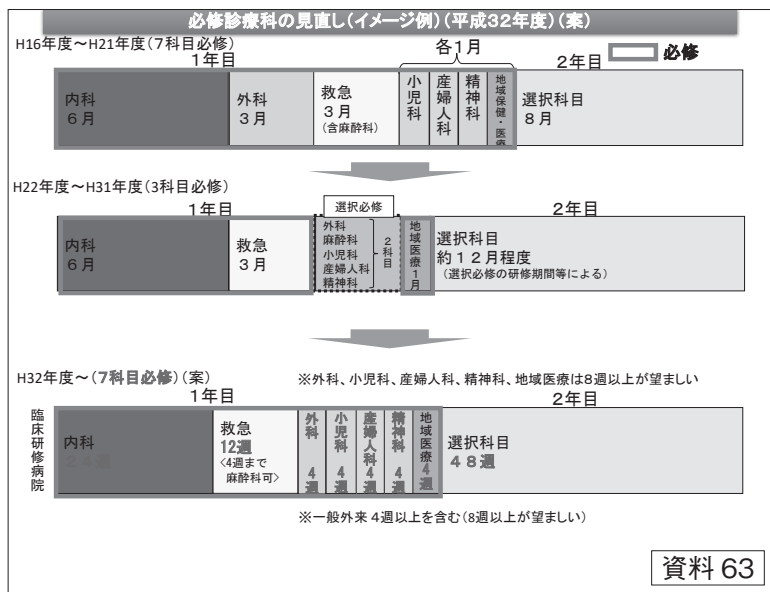 必修診療科の見直し(イメージ例)(平成32年度)(案)
H16年度～H21年度(7科目必修)
各1月
必修
1年目
2年目
内科
6月
外科
3月
救急
3月
(含麻酔科)
小児科
産婦人科
精神科
地域保健・医療
選択科目
8月
H22年度～H31年度(3科目必修)
1年目
選択必修
2年目
内科
6月
救急
3月
外科
麻酔科
小児科
産婦人科
精神科
2科目
地域医療1月
選択科目
約12月程度
(選択必修の研修期間等による)
H32年度～(7科目必修)(案)
※外科、小児科、産婦人科、精神科、地域医療は8週以上が望ましい
1年目
2年目
臨床研修病院
内科
24週
救急
12週
<4週まで
麻酔科可>
外科 4週
小児科 4週
産婦人科 4週
精神科 4週
地域医療 4週
選択科目
48週
※一般外来 4週以上を含む(8週以上が望ましい)
資料 63